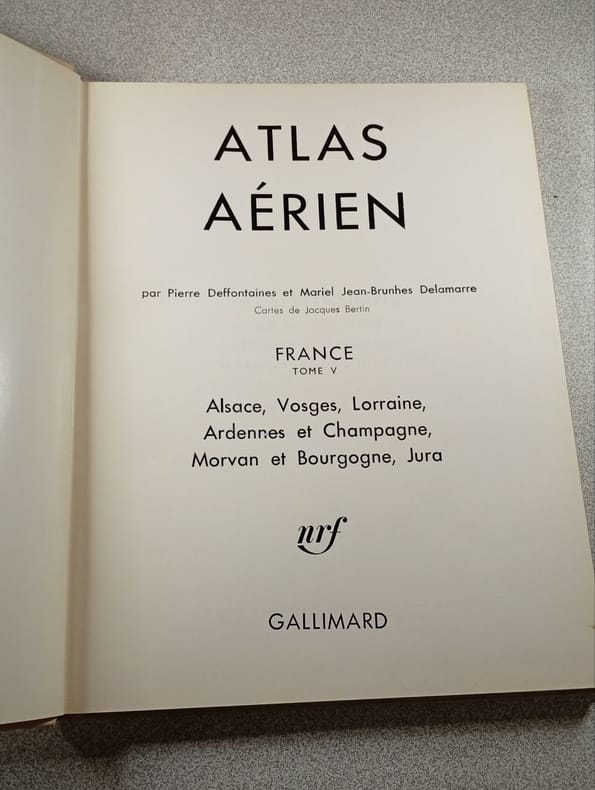 ATLAS
AÉRIEN
par Pierre Deffontaines et Mariel Jean-Brunhes Delamarre
Cartes de Jacques Bertin
FRANCE
TOME V
Alsace, Vosges, Lorraine,
Ardennes et Champagne,
Morvan et Bourgogne, Jura
nrf
GALLIMARD